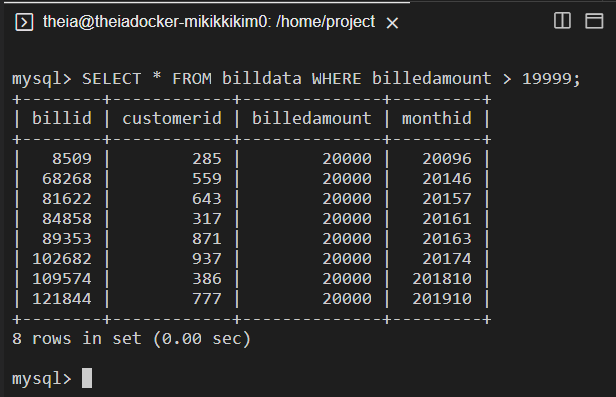 theia@theiadocker-mikikkikim0: /home/project ×
mysql> SELECT * FROM billdata WHERE billedamount > 19999;
+--------+------------+--------------+---------+
| billid | customerid | billedamount | monthid |
+--------+------------+--------------+---------+
|   8509 |        285 |        20000 |   20096 |
|  68268 |        559 |        20000 |   20146 |
|  81622 |        643 |        20000 |   20157 |
|  84858 |        317 |        20000 |   20161 |
|  89353 |        871 |        20000 |   20163 |
| 102682 |        937 |        20000 |   20174 |
| 109574 |        386 |        20000 |  201810 |
| 121844 |        777 |        20000 |  201910 |
+--------+------------+--------------+---------+
8 rows in set (0.00 sec)
mysql>